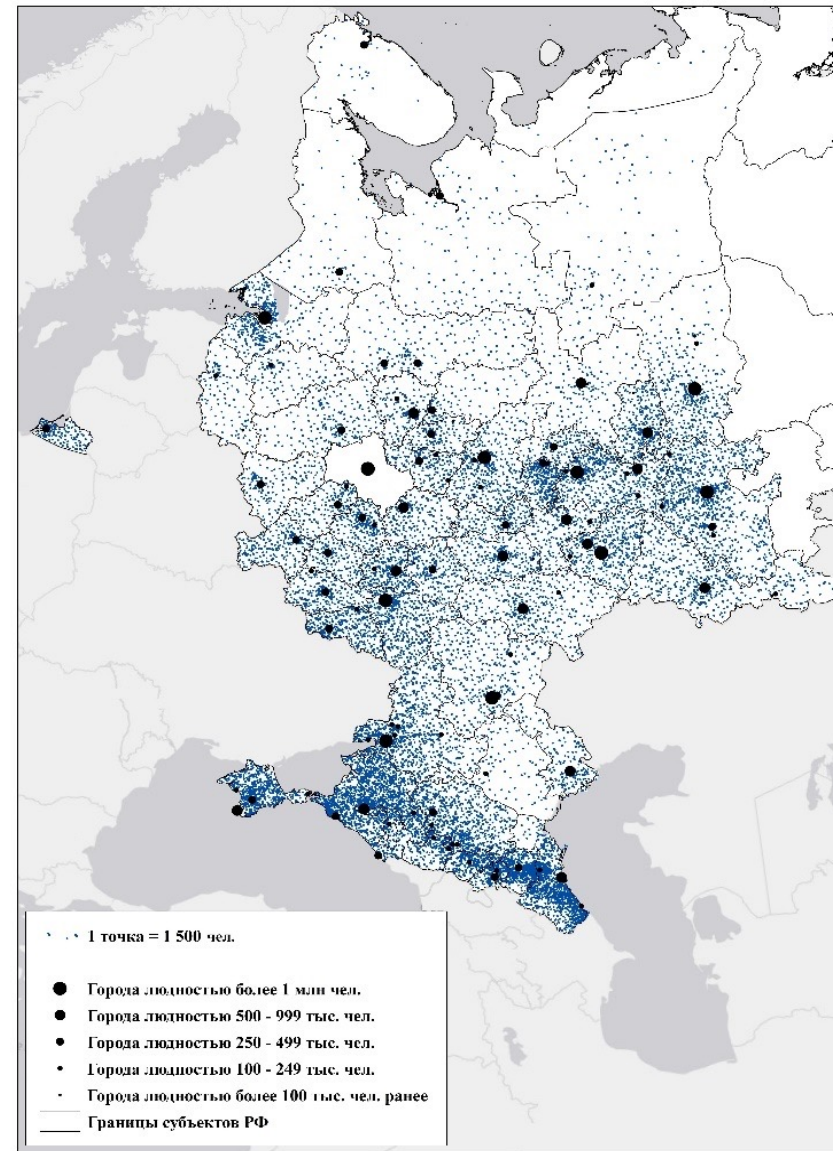 1 точка = 1 500 чел.
Города людностью более 1 млн чел.
Города людностью 500 - 999 тыс. чел.
Города людностью 250 - 499 тыс. чел.
Города людностью 100 - 249 тыс. чел.
Города людностью более 100 тыс. чел. ранее
Границы субъектов РФ